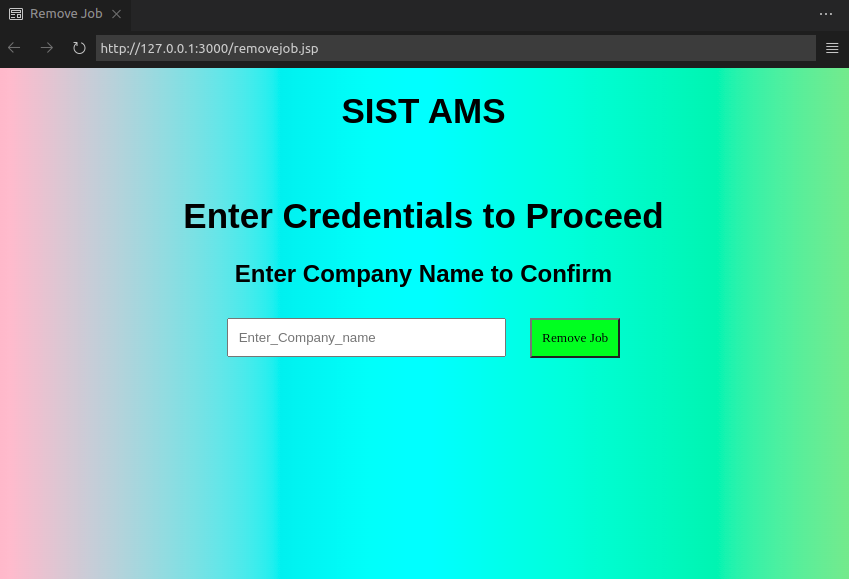 Remove Job
http://127.0.0.1:3000/removejob.jsp
SIST AMS
Enter Credentials to Proceed
Enter Company Name to Confirm
Enter_Company_name Remove Job